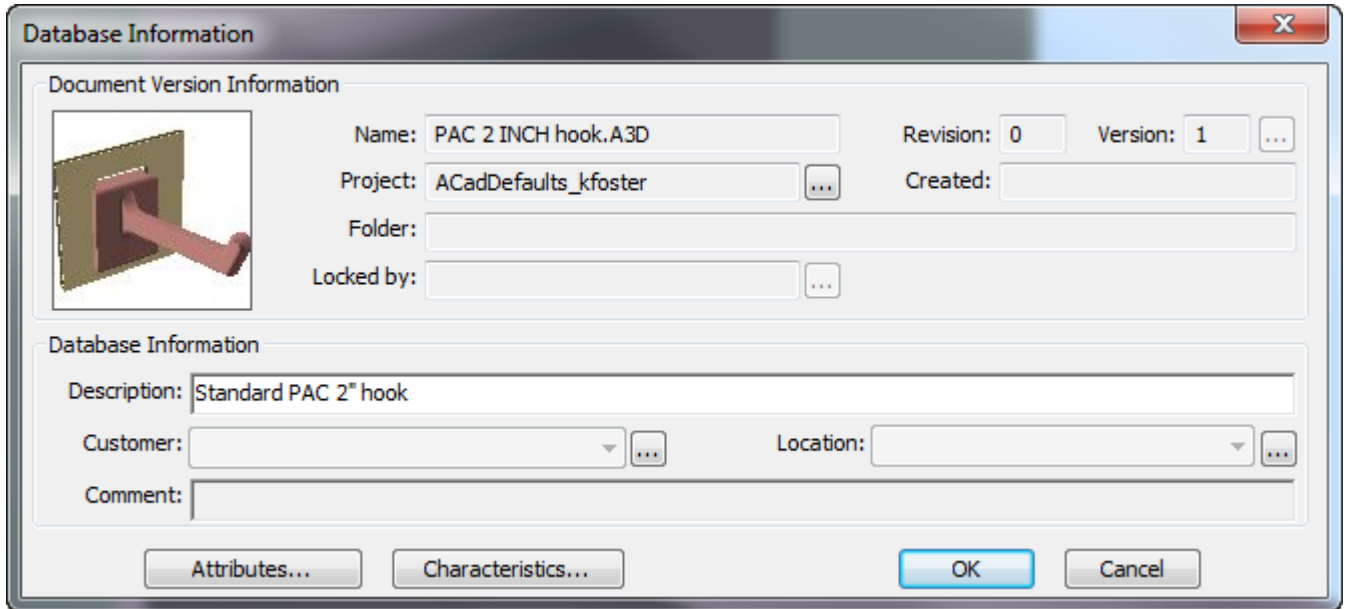 Database Information
Document Version Information
Name: PAC 2 INCH hook.A3D Revision: 0 Version: 1 ...
Project: ACadDefaults_kfoster ... Created:
Folder:
Locked by: ...
Database Information
Description: Standard PAC 2" hook
Customer: ... Location: ...
Comment:
Attributes... Characteristics... OK Cancel